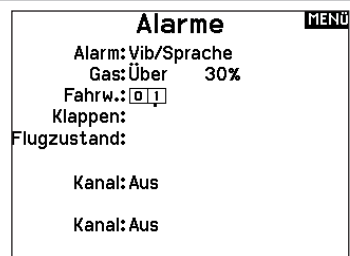 Alarme
MENÜ
Alarm: Vib/Sprache
Gas: Über 30%
Fahrw.: 0 1
Klappen:
Flugzustand:
Kanal: Aus
Kanal: Aus